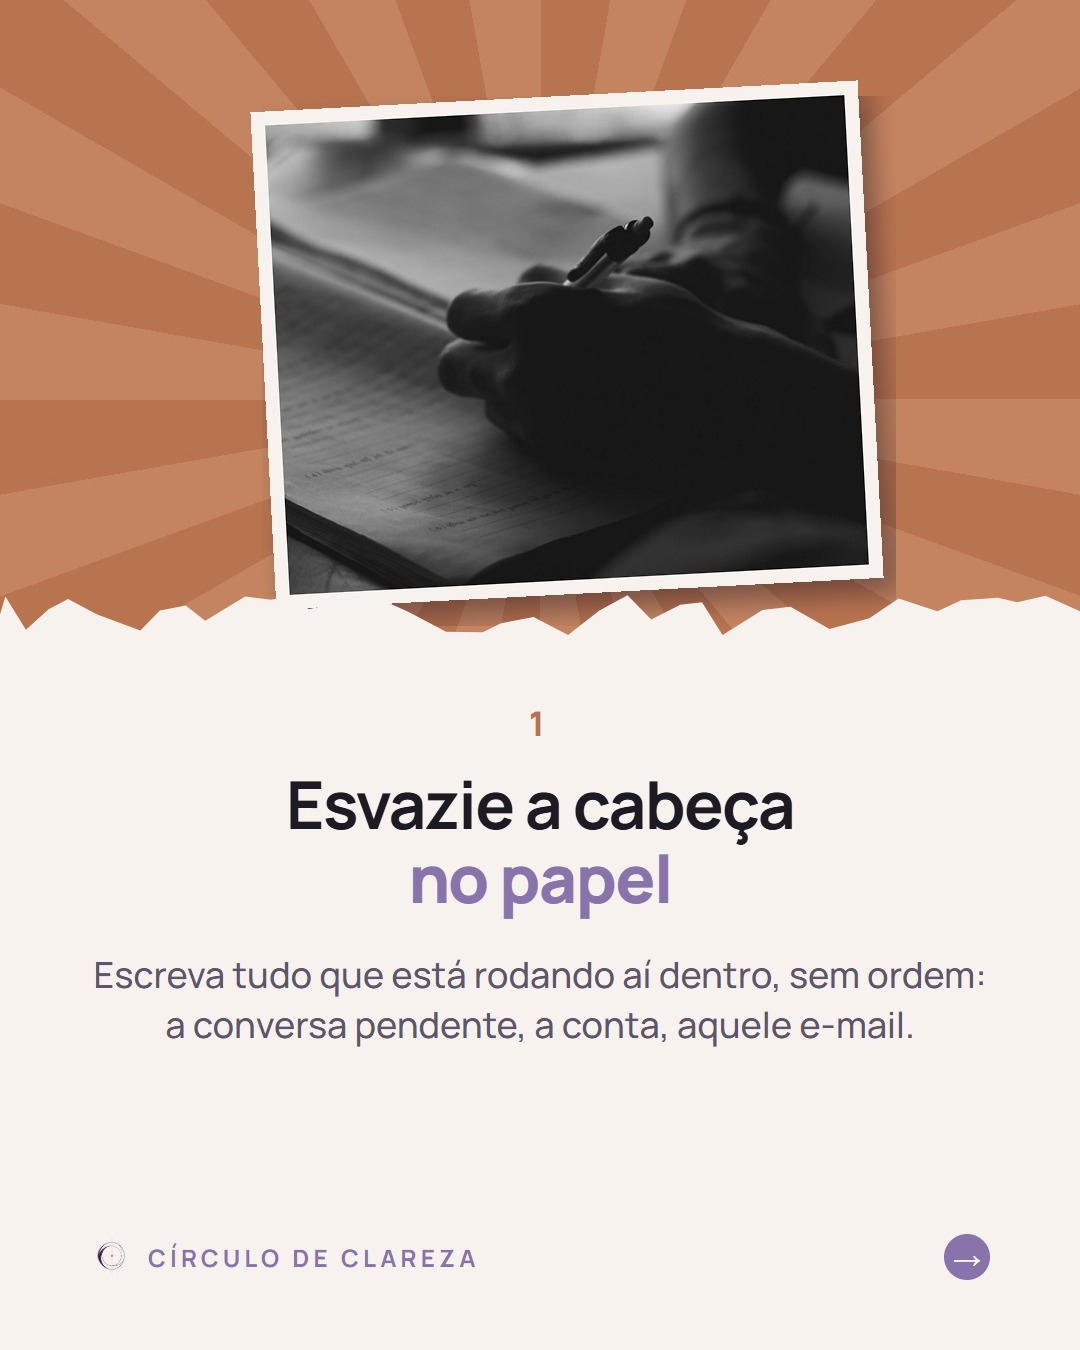 1
Esvazie a cabeça
no papel
Escreva tudo que está rodando aí dentro, sem ordem:
a conversa pendente, a conta, aquele e-mail.
CÍRCULO DE CLAREZA
→